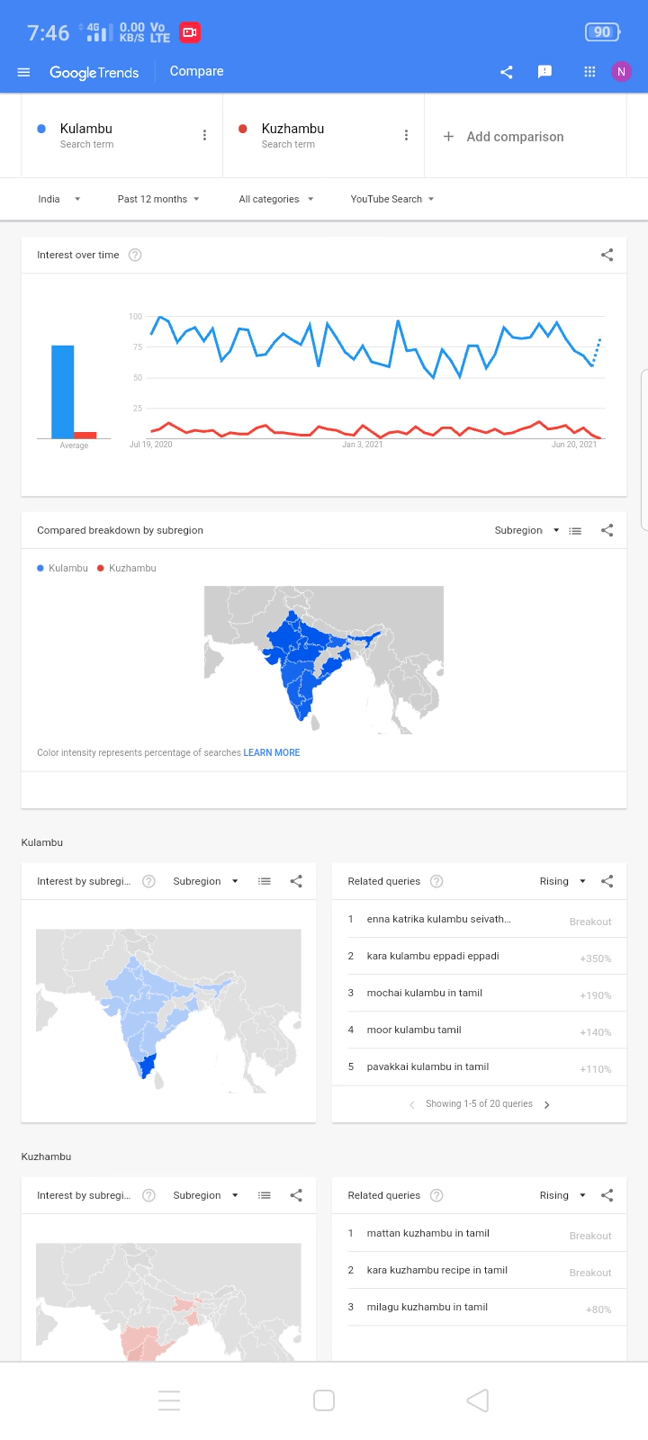 7:46 4G 0.00 KB/S Vo LTE 90
Google Trends Compare N
Kulambu
Search term
Kuzhambu
Search term
+ Add comparison
India Past 12 months All categories YouTube Search
Interest over time ?
100
75
50
25
Average
Jul 19, 2020 Jan 3, 2021 Jun 20, 2021
Compared breakdown by subregion Subregion
Kulambu Kuzhambu
Color intensity represents percentage of searches LEARN MORE
Kulambu
Interest by subregi... ? Subregion
Related queries ? Rising
1 enna katrika kulambu seivath... Breakout
2 kara kulambu eppadi eppadi +350%
3 mochai kulambu in tamil +190%
4 moor kulambu tamil +140%
5 pavakkai kulambu in tamil +110%
Showing 1-5 of 20 queries
Kuzhambu
Interest by subregi... ? Subregion
Related queries ? Rising
1 mattan kuzhambu in tamil Breakout
2 kara kuzhambu recipe in tamil Breakout
3 milagu kuzhambu in tamil +80%